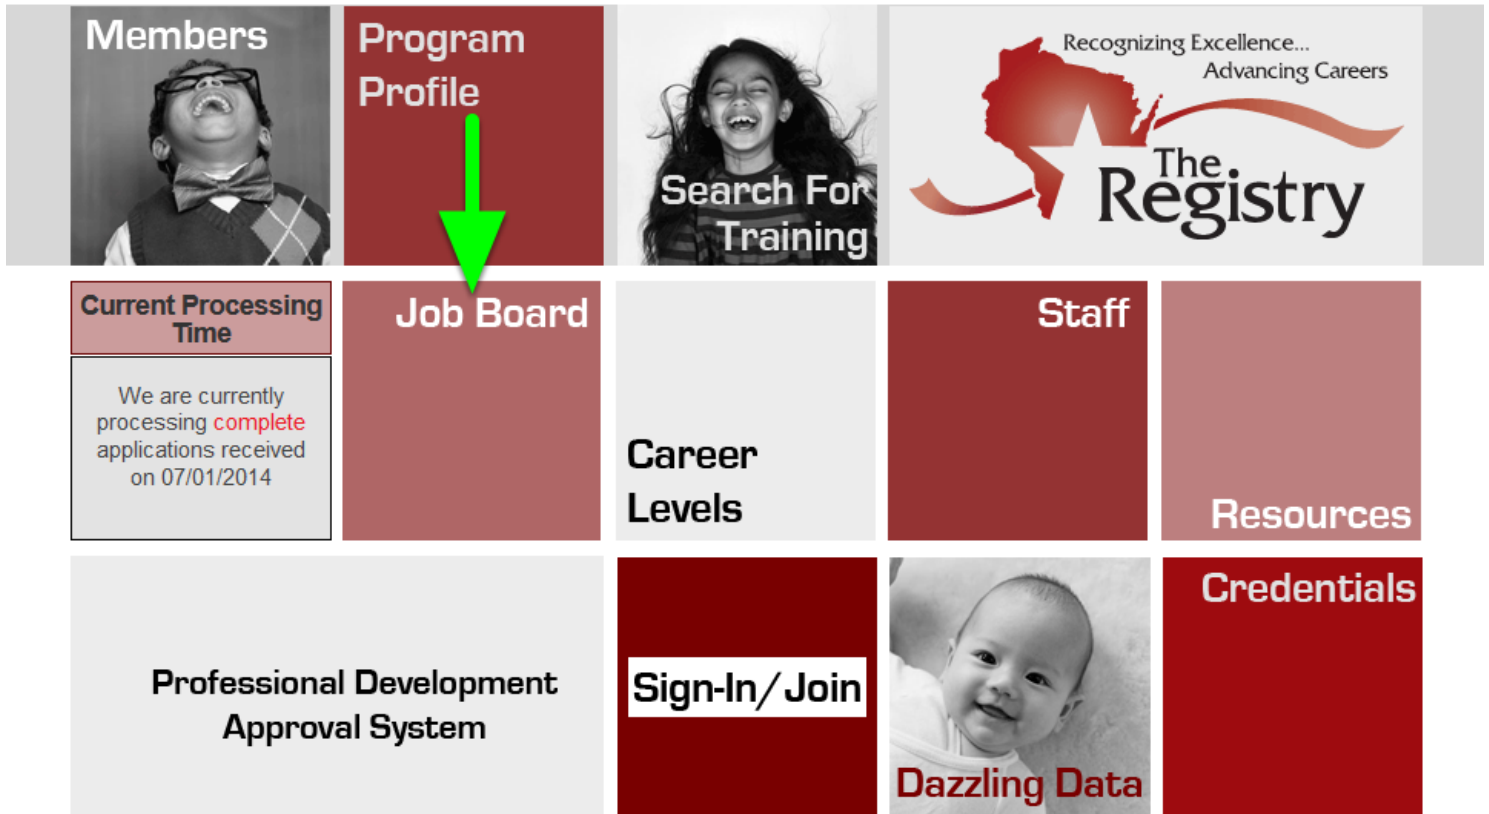 Members
Program
Profile
Search For
Training
Recognizing Excellence...
Advancing Careers
The
Registry
Current Processing
Time
We are currently
processing complete
applications received
on 07/01/2014
Job Board
Career
Levels
Staff
Resources
Professional Development
Approval System
Sign-In/Join
Dazzling Data
Credentials